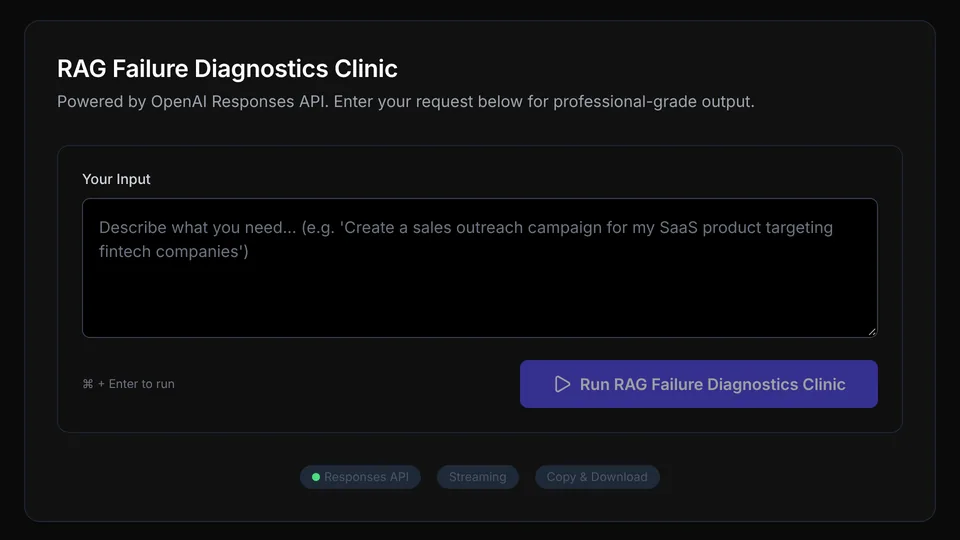 RAG Failure Diagnostics Clinic
Powered by OpenAI Responses API. Enter your request below for professional-grade output.
Your Input
Describe what you need... (e.g. 'Create a sales outreach campaign for my SaaS product targeting
fintech companies')
⌘ + Enter to run
Run RAG Failure Diagnostics Clinic
Responses API
Streaming
Copy & Download